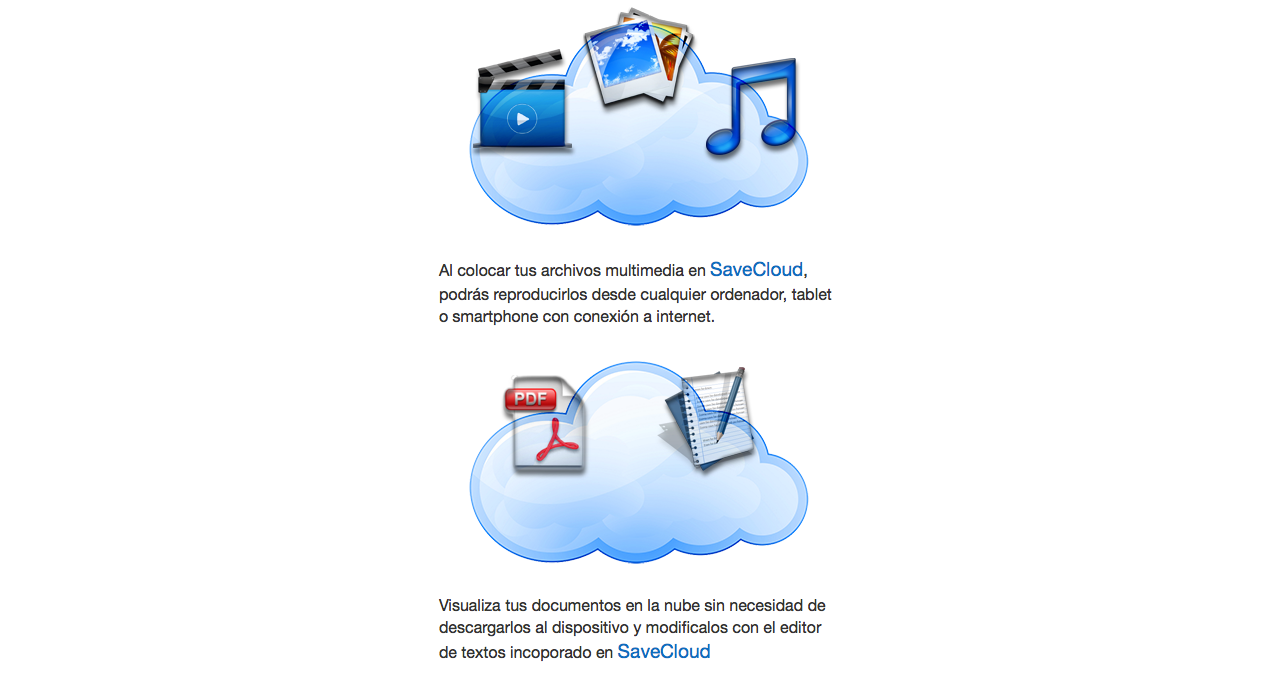 Al colocar tus archivos multimedia en SaveCloud,
podrás reproducirlos desde cualquier ordenador, tablet
o smartphone con conexión a internet.
PDF
Visualiza tus documentos en la nube sin necesidad de
descargarlos al dispositivo y modificalos con el editor
de textos incoporado en SaveCloud